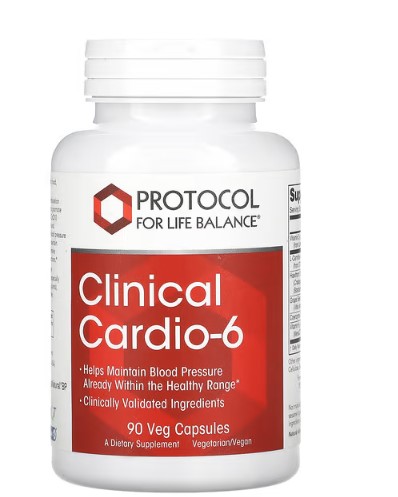 PROTOCOL
FOR LIFE BALANCE®
Clinical
Cardio-6
• Helps Maintain Blood Pressure
Already Within the Healthy Range*
• Clinically Validated Ingredients
90 Veg Capsules
A Dietary Supplement Vegetarian/Vegan